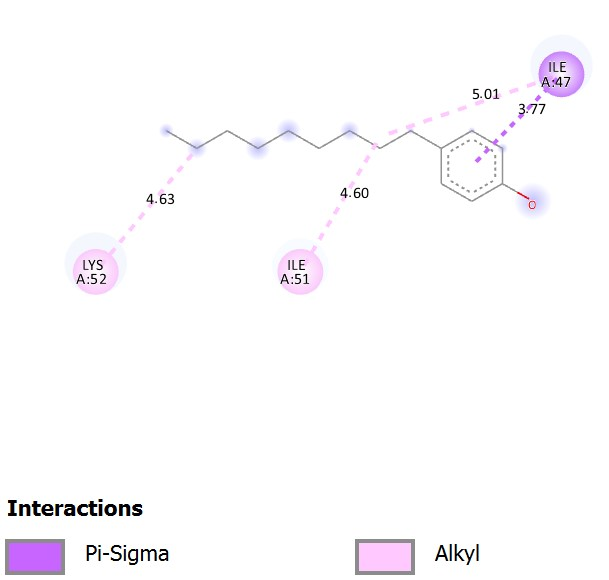 ILE
A:47
5.01
3.77
4.63
4.60
O
LYS
A:52
ILE
A:51
Interactions
Pi-Sigma
Alkyl